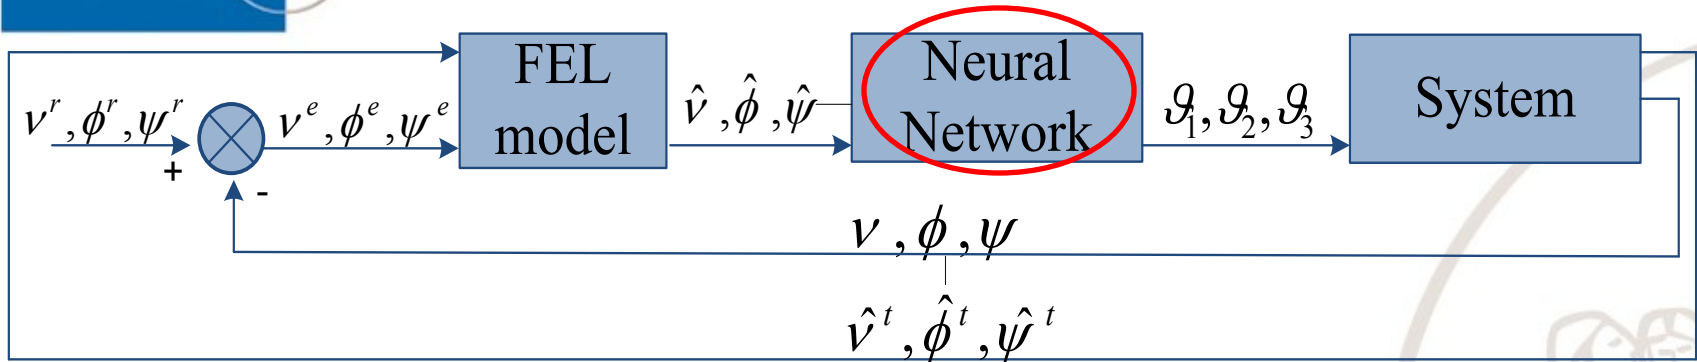 FEL
model
Neural
Network
System
ν^r, ϕ^r, ψ^r
+
-
ν^e, ϕ^e, ψ^e
ν̂, ϕ̂, ψ̂
ϑ₁, ϑ₂, ϑ₃
ν, ϕ, ψ
ν̂^t, ϕ̂^t, ψ̂^t